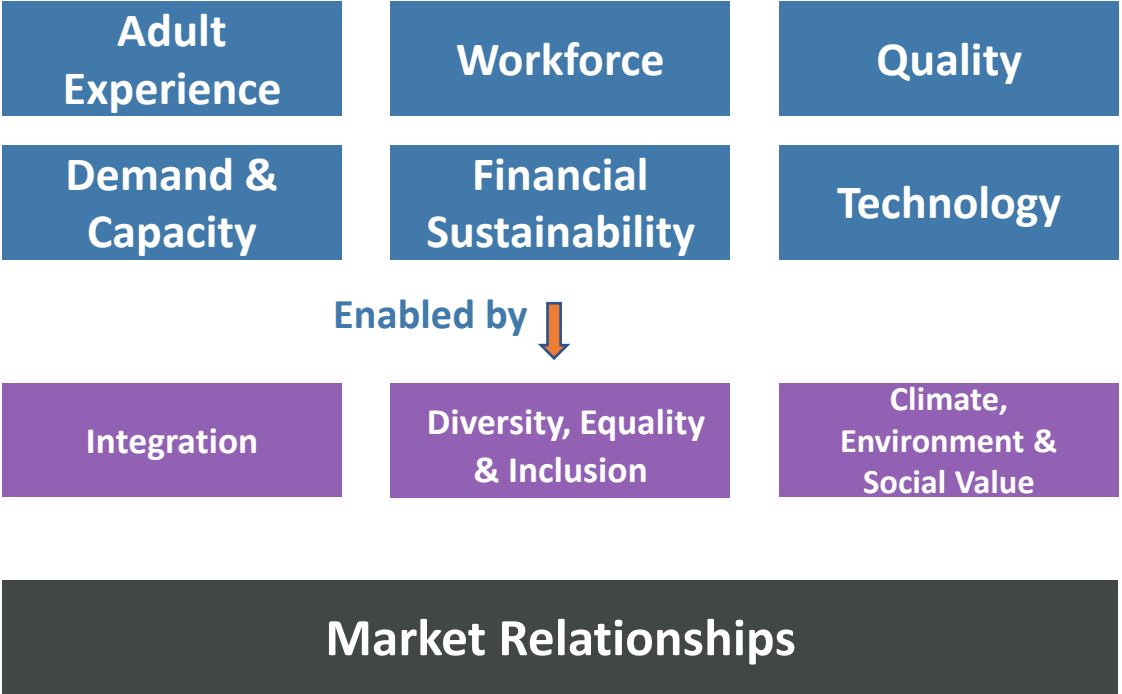 Adult
Experience
Workforce
Quality
Demand &
Capacity
Financial
Sustainability
Technology
Enabled by
Integration
Diversity, Equality
& Inclusion
Climate,
Environment &
Social Value
Market Relationships